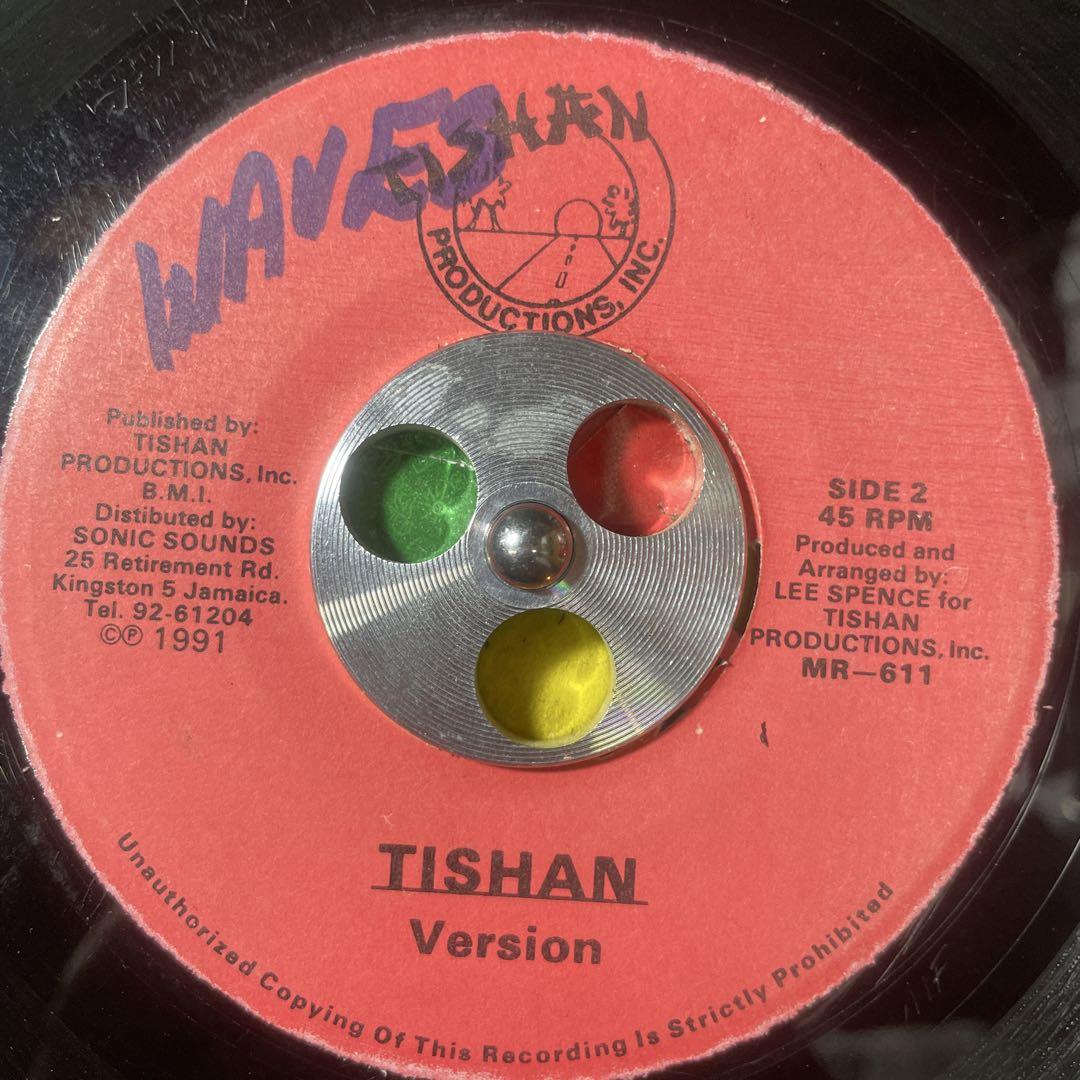 WAVES
TISHAN
PRODUCTIONS, INC.
Published by:
TISHAN
PRODUCTIONS, Inc.
B.M.I.
Distibuted by:
SONIC SOUNDS
25 Retirement Rd.
Kingston 5 Jamaica.
Tel. 92-61204
©℗ 1991
SIDE 2
45 RPM
Produced and
Arranged by:
LEE SPENCE for
TISHAN
PRODUCTIONS, Inc.
MR—611
TISHAN
Version
Unauthorized Copying Of This Recording Is Strictly Prohibited